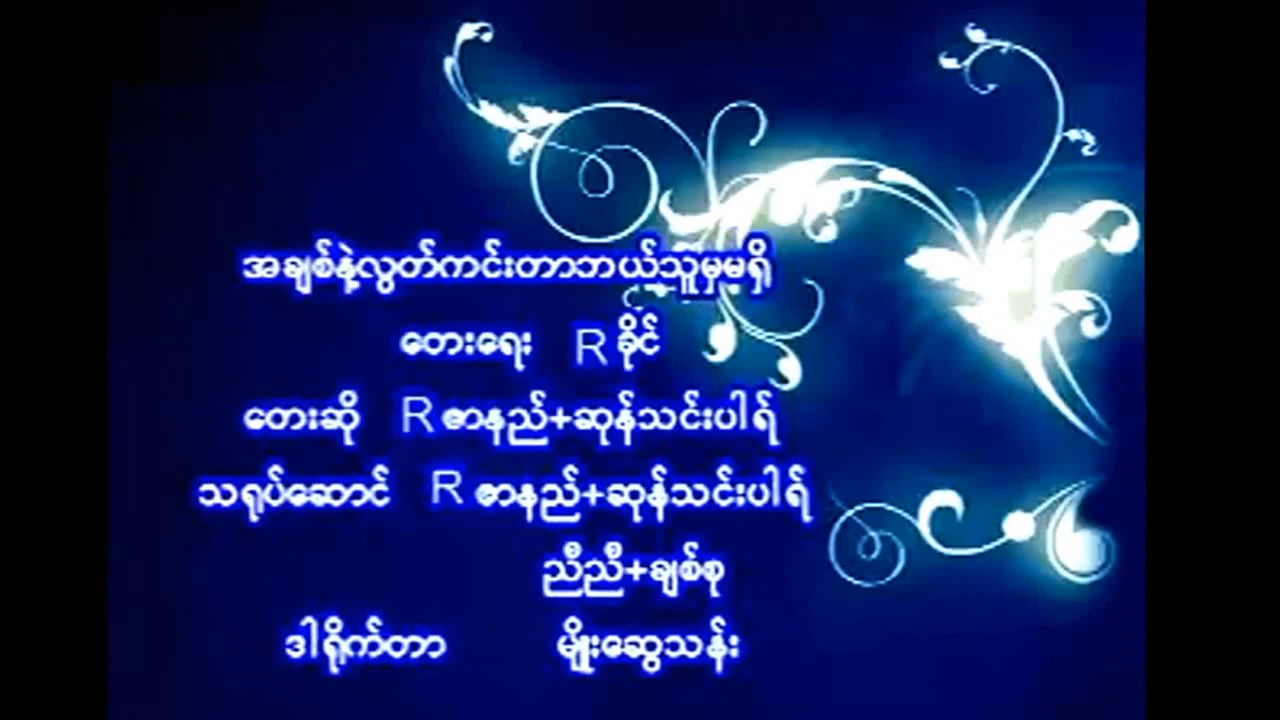 အချစ်နဲ့လွတ်ကင်းတာဘယ်သူမှမရှိ
တေးရေး R ခိုင်
တေးဆို R ဇာနည်+ဆုန်သင်းပါရ်
သရုပ်ဆောင် R ဇာနည်+ဆုန်သင်းပါရ်
ညီညီ+ချစ်စု
ဒါရိုက်တာ မျိုးဆွေသန်း